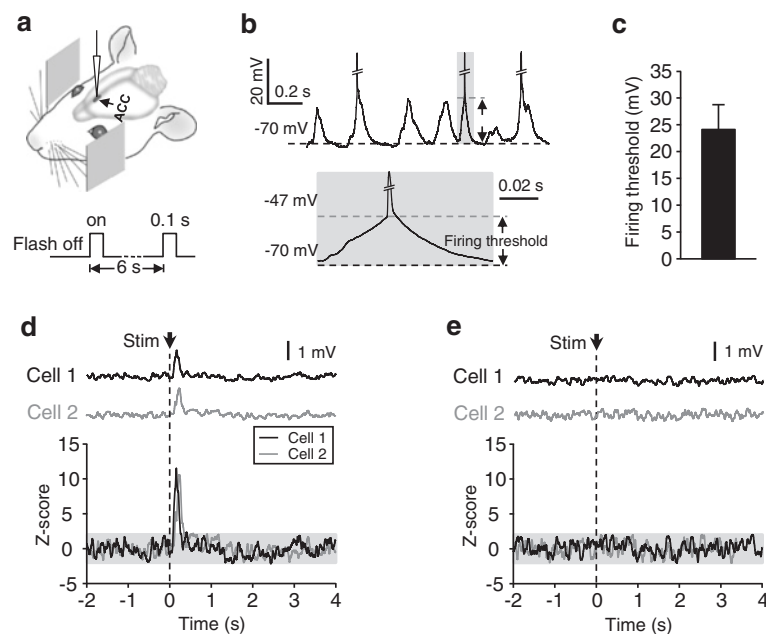 a
ACC
on
0.1 s
Flash off
6 s
b
20 mV
0.2 s
-70 mV
-47 mV
0.02 s
Firing threshold
-70 mV
c
Firing threshold (mV)
35
30
25
20
15
10
5
0
d
Stim
1 mV
Cell 1
Cell 2
Cell 1
Cell 2
Z-score
15
10
5
0
-5
-2 -1 0 1 2 3 4
Time (s)
e
Stim
1 mV
Cell 1
Cell 2
Z-score
15
10
5
0
-5
-2 -1 0 1 2 3 4
Time (s)